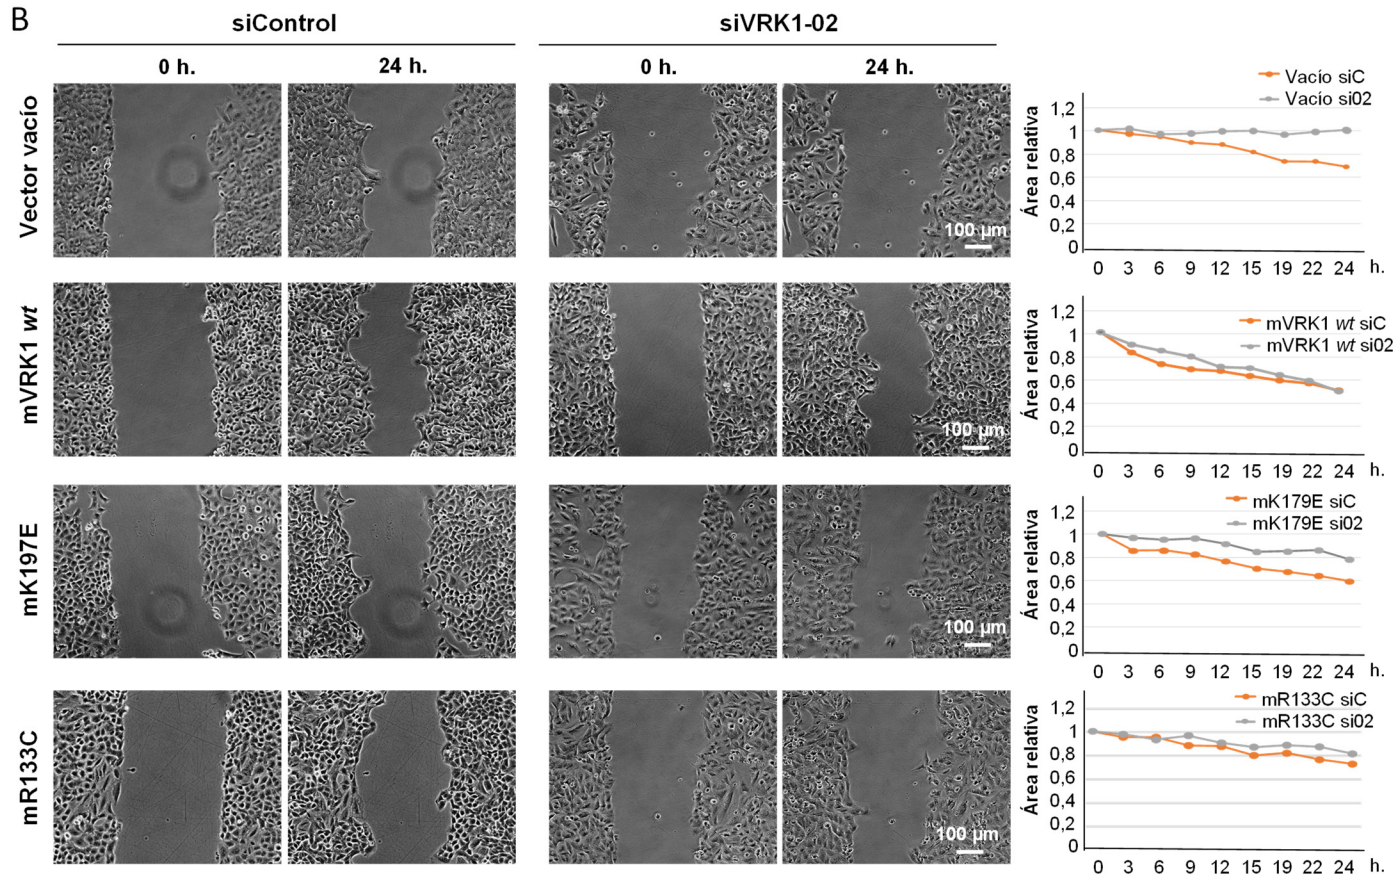 B
siControl
siVRK1-02
0 h.
24 h.
0 h.
24 h.
Vector vacío
100 µm
Vacío siC
Vacío si02
Área relativa
1,2
1
0,8
0,6
0,4
0,2
0
0 3 6 9 12 15 19 22 24 h.
mVRK1 wt
100 µm
mVRK1 wt siC
mVRK1 wt si02
Área relativa
1,2
1
0,8
0,6
0,4
0,2
0
0 3 6 9 12 15 19 22 24 h.
mK197E
100 µm
mK179E siC
mK179E si02
Área relativa
1,2
1
0,8
0,6
0,4
0,2
0
0 3 6 9 12 15 19 22 24 h.
mR133C
100 µm
mR133C siC
mR133C si02
Área relativa
1,2
1
0,8
0,6
0,4
0,2
0
0 3 6 9 12 15 19 22 24 h.